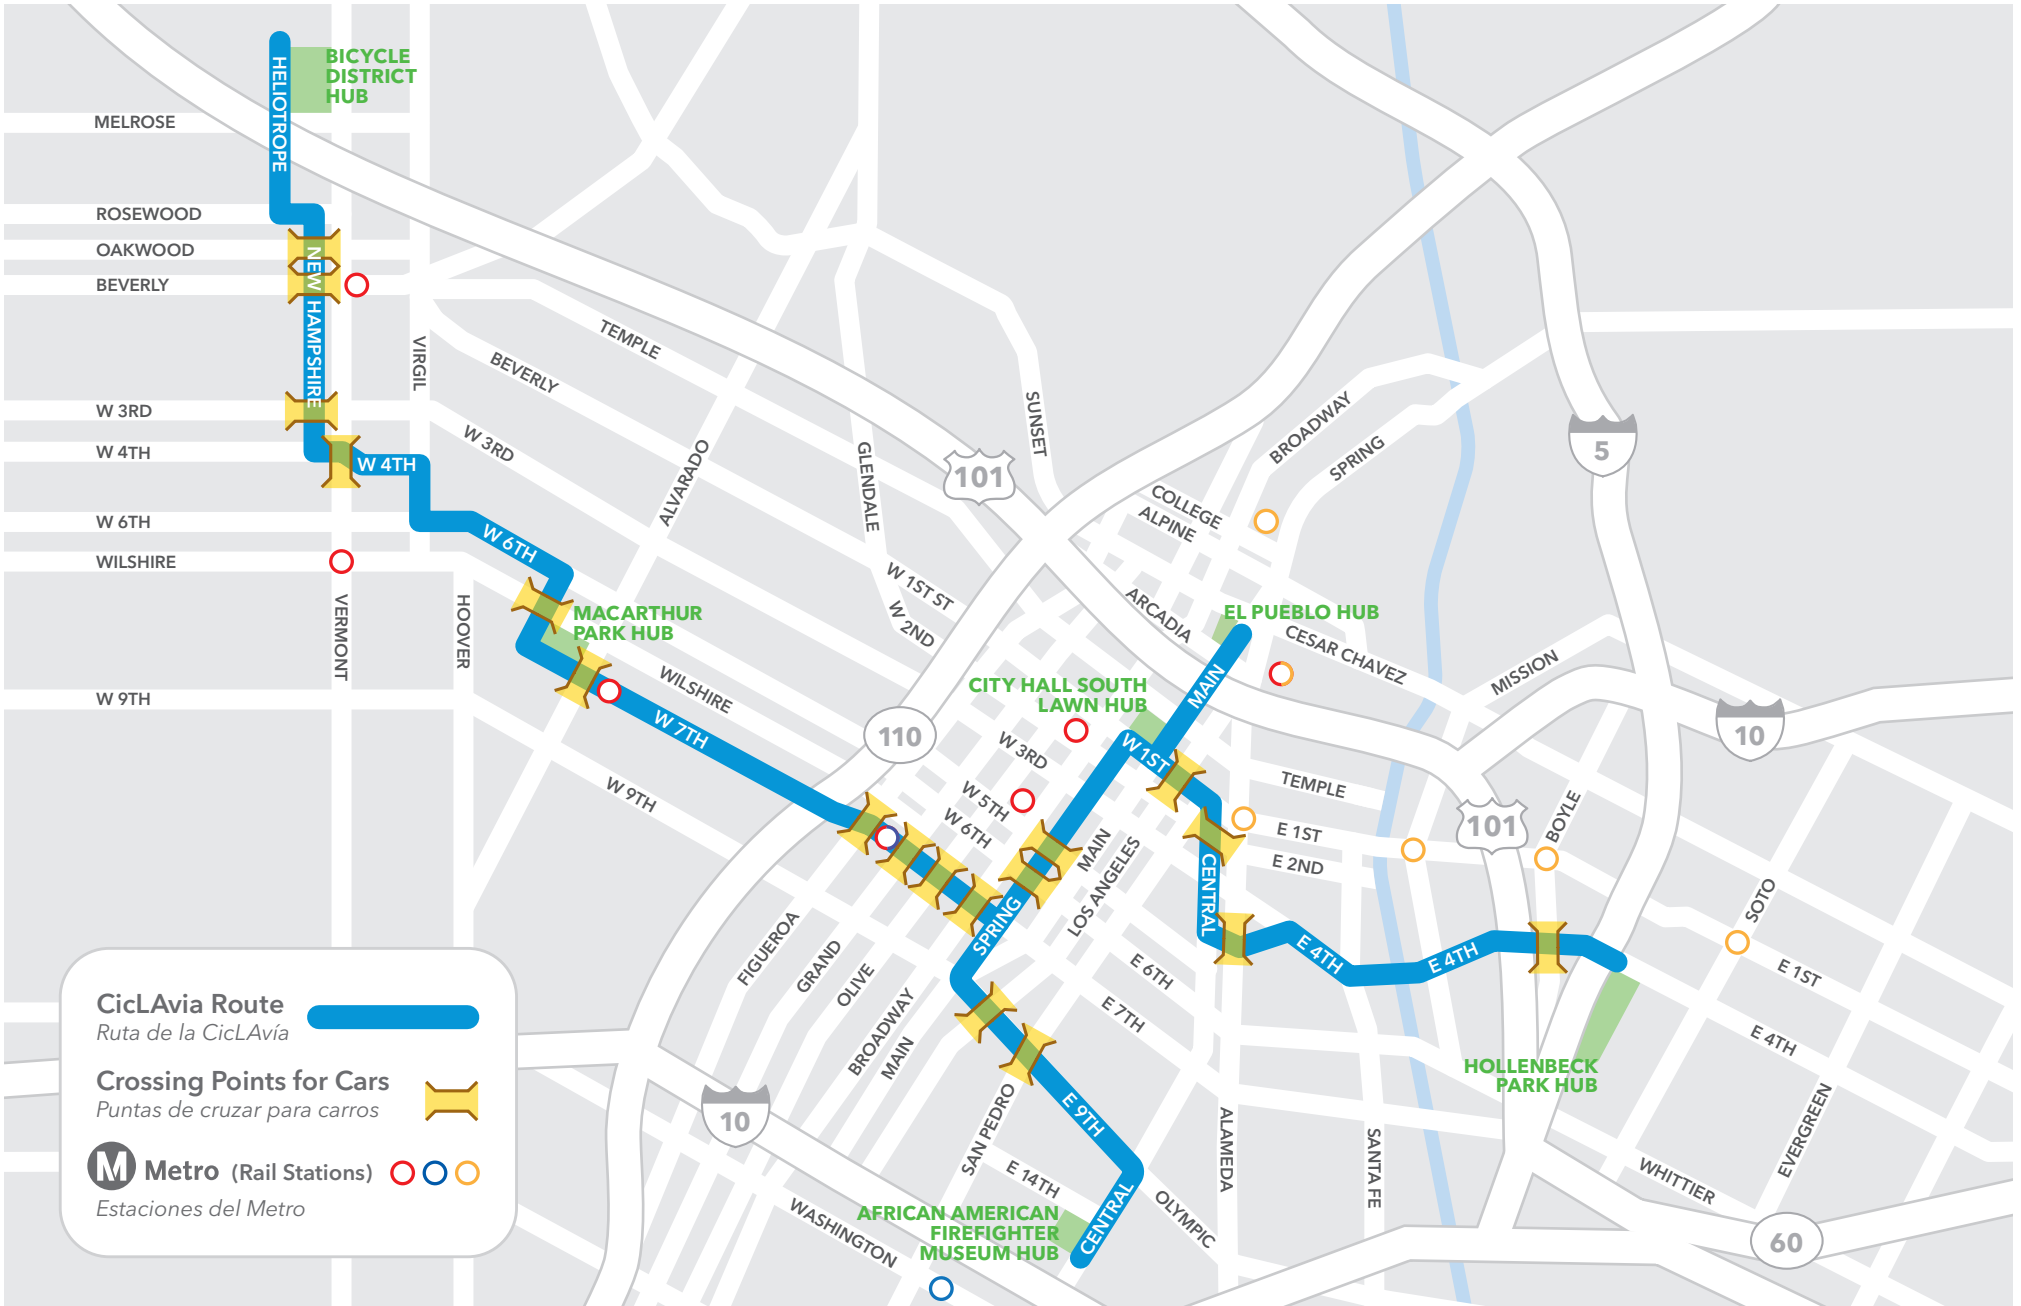 BICYCLE
DISTRICT
HUB
HELIOTROPE
MELROSE
ROSEWOOD
OAKWOOD
BEVERLY
NEW HAMPSHIRE
TEMPLE
BEVERLY
VIRGIL
W 3RD
W 4TH
W 4TH
W 3RD
W 6TH
WILSHIRE
W 6TH
ALVARADO
GLENDALE
SUNSET
101
BROADWAY
SPRING
5
COLLEGE
ALPINE
W 1ST ST
W 2ND
ARCADIA
EL PUEBLO HUB
CESAR CHAVEZ
MISSION
MACARTHUR
PARK HUB
VERMONT
HOOVER
W 9TH
WILSHIRE
W 7TH
W 9TH
110
CITY HALL SOUTH
LAWN HUB
MAIN
W 1ST
W 3RD
W 5TH
W 6TH
MAIN
LOS ANGELES
TEMPLE
E 1ST
E 2ND
101
BOYLE
10
CENTRAL
SPRING
SOTO
FIGUEROA
GRAND
OLIVE
BROADWAY
MAIN
E 4TH
E 4TH
E 1ST
E 4TH
E 6TH
E 7TH
HOLLENBECK
PARK HUB
10
E 9TH
SAN PEDRO
E 14TH
ALAMEDA
SANTA FE
EVERGREEN
WHITTIER
WASHINGTON
AFRICAN AMERICAN
FIREFIGHTER
MUSEUM HUB
CENTRAL
OLYMPIC
60
CicLAvia Route
Ruta de la CicLAvía
Crossing Points for Cars
Puntas de cruzar para carros
M Metro (Rail Stations)
Estaciones del Metro